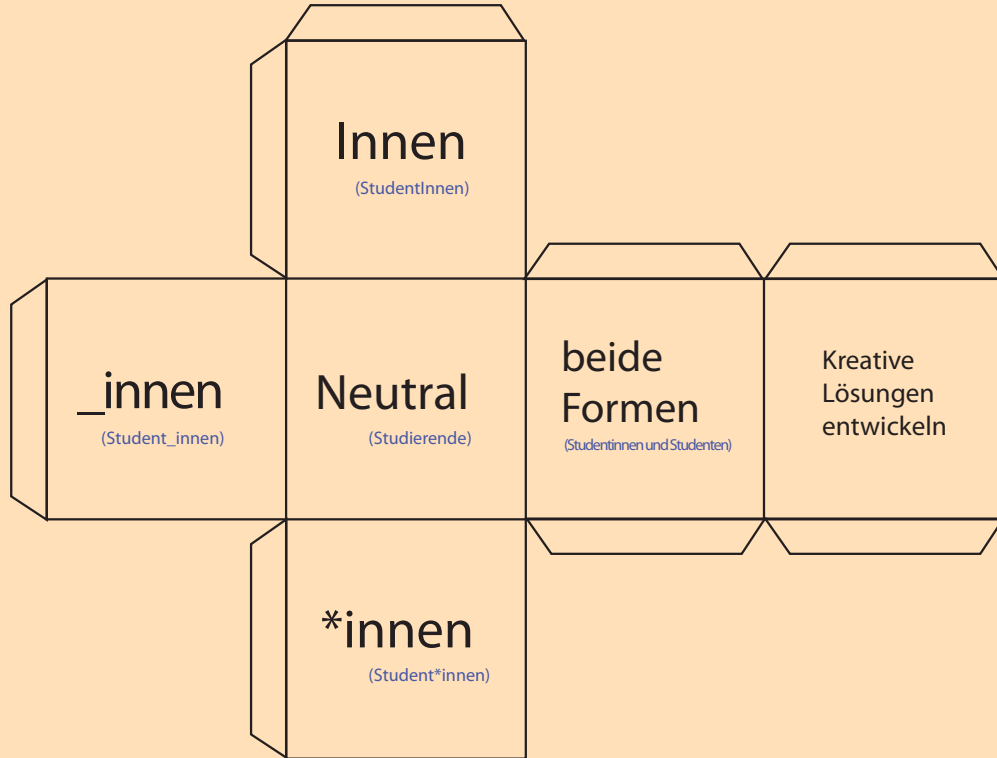 Innen
(StudentInnen)
_innen
(Student_innen)
Neutral
(Studierende)
beide
Formen
(Studentinnen und Studenten)
Kreative
Lösungen
entwickeln
*innen
(Student*innen)